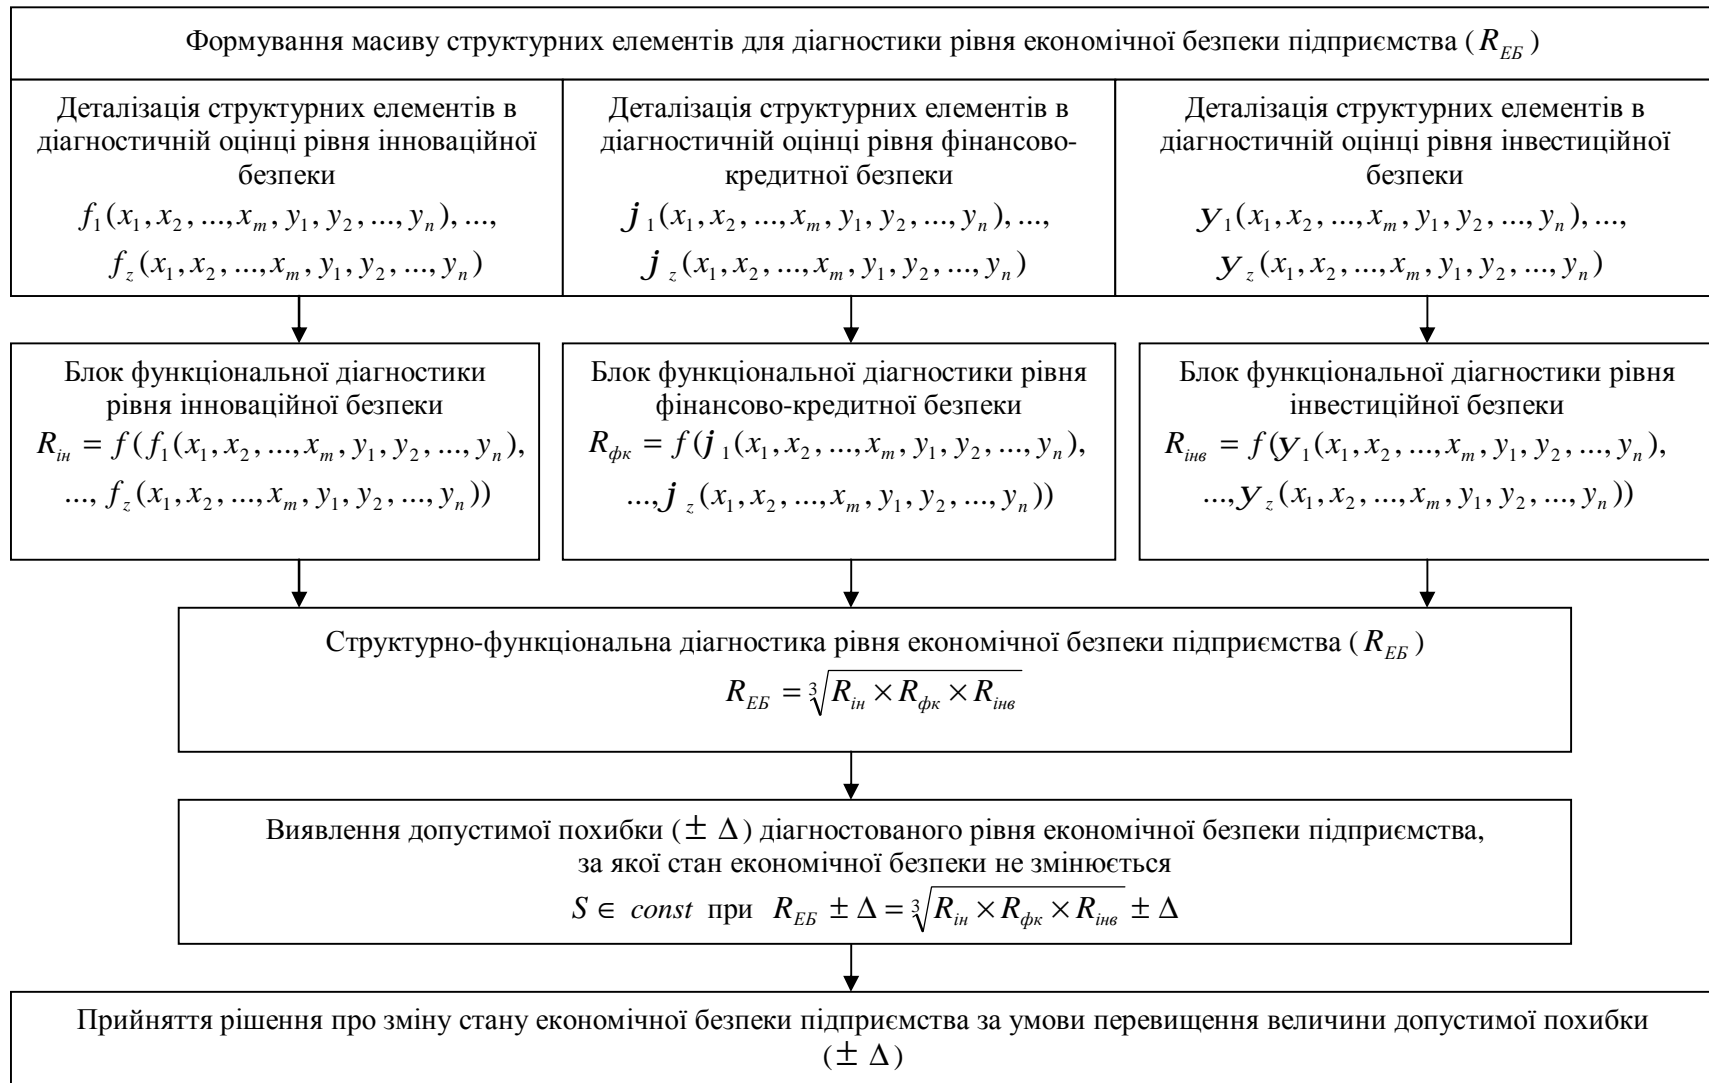 Формування масиву структурних елементів для діагностики рівня економічної безпеки підприємства ( R_ЕБ )
Деталізація структурних елементів в
діагностичній оцінці рівня інноваційної
безпеки
f_1(x_1, x_2, ..., x_m, y_1, y_2, ..., y_n), ...,
f_z(x_1, x_2, ..., x_m, y_1, y_2, ..., y_n)
Деталізація структурних елементів в
діагностичній оцінці рівня фінансово-
кредитної безпеки
j_1(x_1, x_2, ..., x_m, y_1, y_2, ..., y_n), ...,
j_z(x_1, x_2, ..., x_m, y_1, y_2, ..., y_n)
Деталізація структурних елементів в
діагностичній оцінці рівня інвестиційної
безпеки
y_1(x_1, x_2, ..., x_m, y_1, y_2, ..., y_n), ...,
y_z(x_1, x_2, ..., x_m, y_1, y_2, ..., y_n)
Блок функціональної діагностики
рівня інноваційної безпеки
R_ін = f(f_1(x_1, x_2, ..., x_m, y_1, y_2, ..., y_n),
..., f_z(x_1, x_2, ..., x_m, y_1, y_2, ..., y_n))
Блок функціональної діагностики рівня
фінансово-кредитної безпеки
R_фк = f(j_1(x_1, x_2, ..., x_m, y_1, y_2, ..., y_n),
..., j_z(x_1, x_2, ..., x_m, y_1, y_2, ..., y_n))
Блок функціональної діагностики рівня
інвестиційної безпеки
R_інв = f(y_1(x_1, x_2, ..., x_m, y_1, y_2, ..., y_n),
..., y_z(x_1, x_2, ..., x_m, y_1, y_2, ..., y_n))
Структурно-функціональна діагностика рівня економічної безпеки підприємства ( R_ЕБ )
R_ЕБ = ∛(R_ін × R_фк × R_інв)
Виявлення допустимої похибки (± Δ) діагностованого рівня економічної безпеки підприємства,
за якої стан економічної безпеки не змінюється
S ∈ const при R_ЕБ ± Δ = ∛(R_ін × R_фк × R_інв) ± Δ
Прийняття рішення про зміну стану економічної безпеки підприємства за умови перевищення величини допустимої похибки
(± Δ)